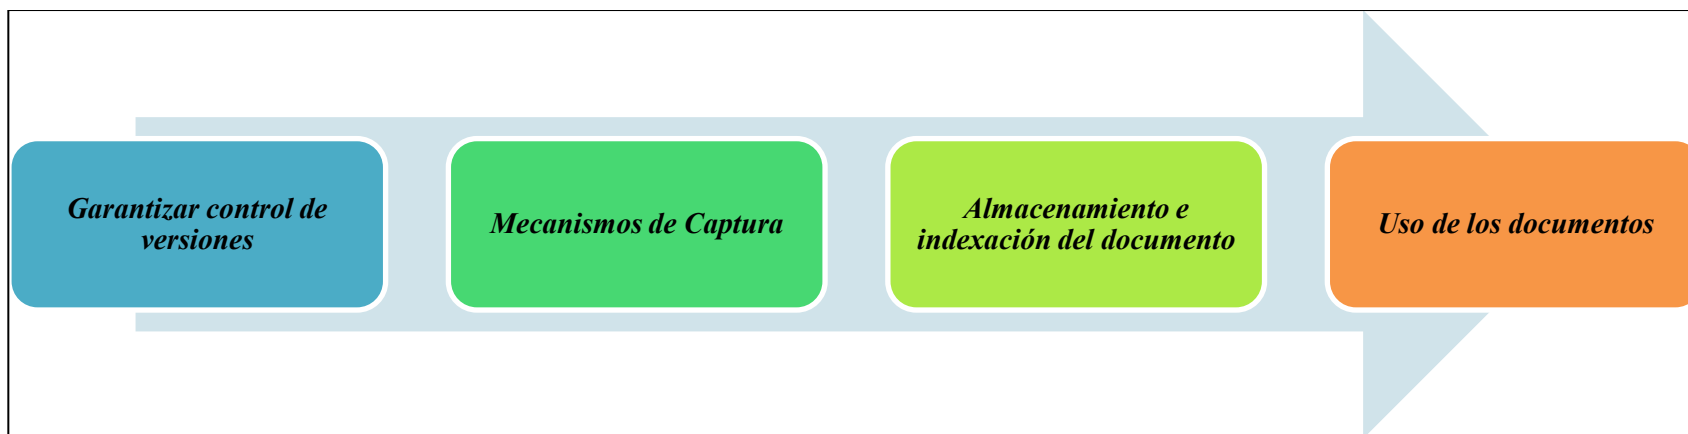 Garantizar control de
versiones
Mecanismos de Captura
Almacenamiento e
indexación del documento
Uso de los documentos